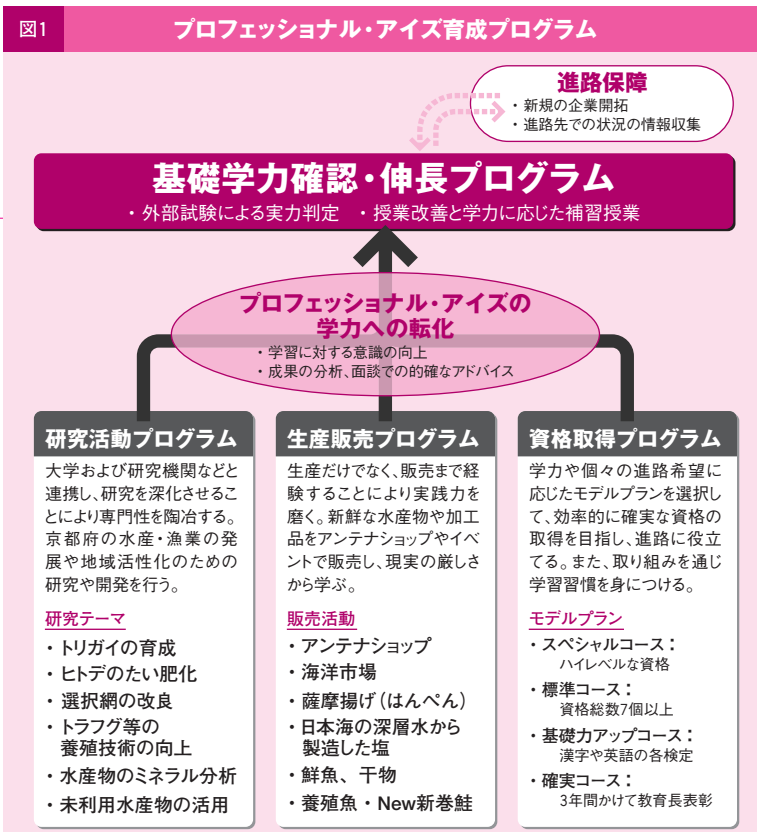 図1
プロフェッショナル・アイズ育成プログラム
進路保障
・新規の企業開拓
・進路先での状況の情報収集
基礎学力確認・伸長プログラム
・外部試験による実力判定 ・授業改善と学力に応じた補習授業
プロフェッショナル・アイズの
学力への転化
・学習に対する意識の向上
・成果の分析、面談での的確なアドバイス
研究活動プログラム
大学および研究機関などと
連携し、研究を深化させるこ
とにより専門性を陶冶する。
京都府の水産・漁業の発
展や地域活性化のための
研究や開発を行う。
研究テーマ
・トリガイの育成
・ヒトデのたい肥化
・選択網の改良
・トラフグ等の
養殖技術の向上
・水産物のミネラル分析
・未利用水産物の活用
生産販売プログラム
生産だけでなく、販売まで経
験することにより実践力を
磨く。新鮮な水産物や加工
品をアンテナショップやイベ
ントで販売し、現実の厳しさ
から学ぶ。
販売活動
・アンテナショップ
・海洋市場
・薩摩揚げ(はんぺん)
・日本海の深層水から
製造した塩
・鮮魚、干物
・養殖魚・New新巻鮭
資格取得プログラム
学力や個々の進路希望に
応じたモデルプランを選択し
て、効率的に確実な資格の
取得を目指し、進路に役立
てる。また、取り組みを通じ
学習習慣を身につける。
モデルプラン
・スペシャルコース：
ハイレベルな資格
・標準コース：
資格総数7個以上
・基礎力アップコース：
漢字や英語の各検定
・確実コース：
3年間かけて教育長表彰